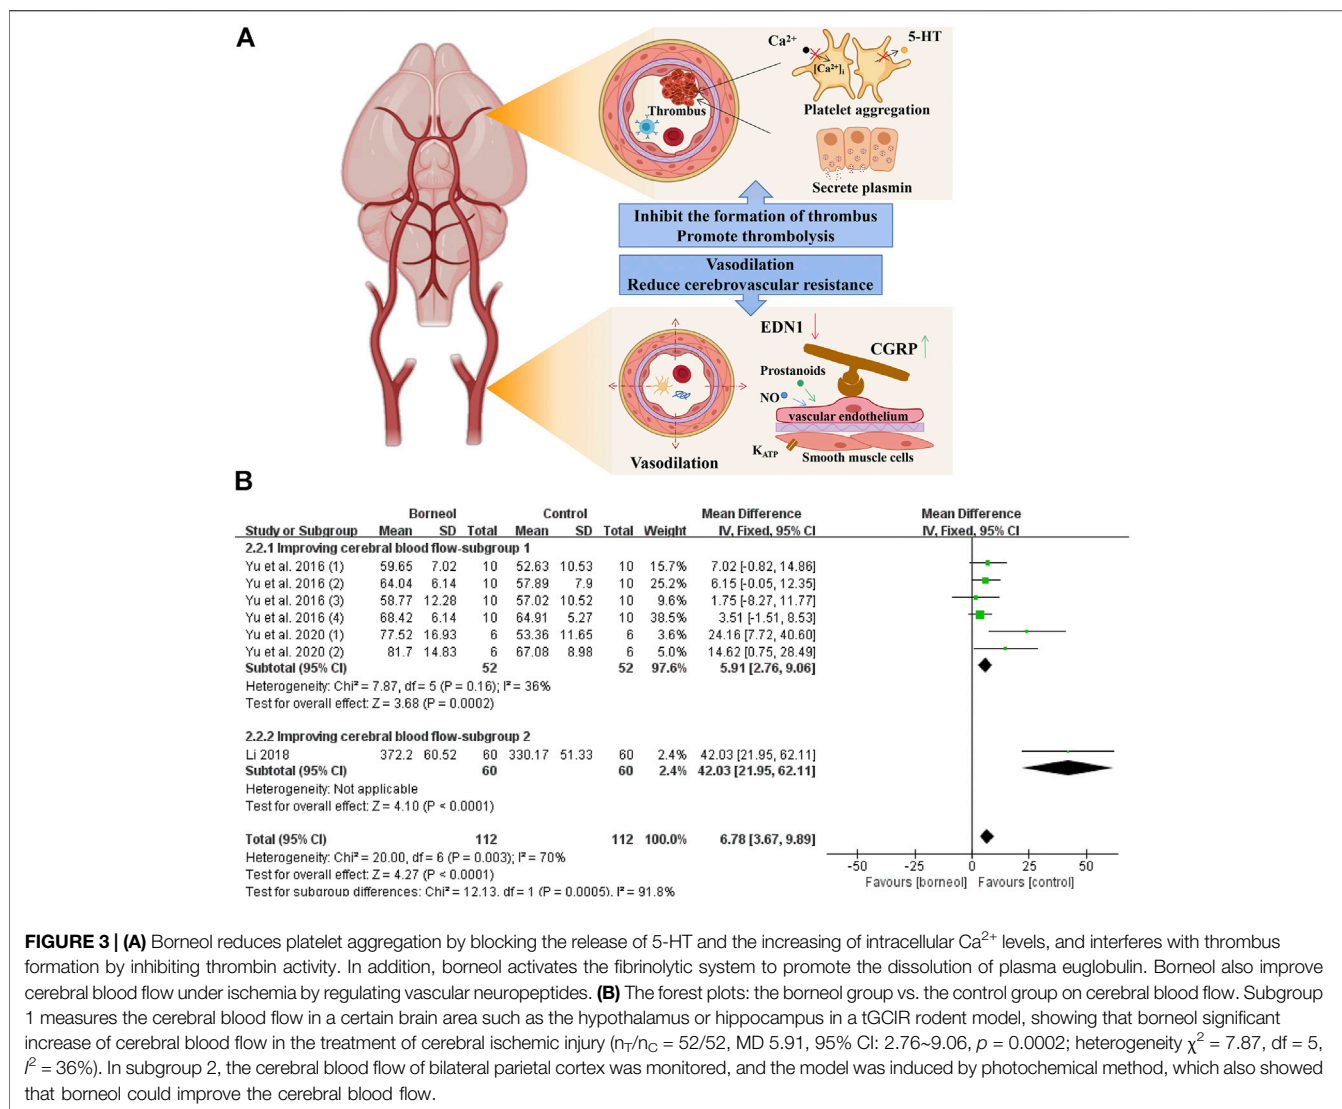 A
Ca²⁺
5-HT
[Ca²⁺]i
Thrombus
Platelet aggregation
Secrete plasmin
Inhibit the formation of thrombus
Promote thrombolysis
Vasodilation
Reduce cerebrovascular resistance
EDN1
CGRP
Prostanoids
NO
vascular endothelium
K_ATP
Smooth muscle cells
Vasodilation
B
Borneol Control Mean Difference Mean Difference
Study or Subgroup Mean SD Total Mean SD Total Weight IV, Fixed, 95% CI IV, Fixed, 95% CI
2.2.1 Improving cerebral blood flow-subgroup 1
Yu et al. 2016 (1) 59.65 7.02 10 52.63 10.53 10 15.7% 7.02 [-0.82, 14.86]
Yu et al. 2016 (2) 64.04 6.14 10 57.89 7.9 10 25.2% 6.15 [-0.05, 12.35]
Yu et al. 2016 (3) 58.77 12.28 10 57.02 10.52 10 9.6% 1.75 [-8.27, 11.77]
Yu et al. 2016 (4) 68.42 6.14 10 64.91 5.27 10 38.5% 3.51 [-1.51, 8.53]
Yu et al. 2020 (1) 77.52 16.93 6 53.36 11.65 6 3.6% 24.16 [7.72, 40.60]
Yu et al. 2020 (2) 81.7 14.83 6 67.08 8.98 6 5.0% 14.62 [0.75, 28.49]
Subtotal (95% CI) 52 52 97.6% 5.91 [2.76, 9.06]
Heterogeneity: Chi² = 7.87, df = 5 (P = 0.16); I² = 36%
Test for overall effect: Z = 3.68 (P = 0.0002)
2.2.2 Improving cerebral blood flow-subgroup 2
Li 2018 372.2 60.52 60 330.17 51.33 60 2.4% 42.03 [21.95, 62.11]
Subtotal (95% CI) 60 60 2.4% 42.03 [21.95, 62.11]
Heterogeneity: Not applicable
Test for overall effect: Z = 4.10 (P < 0.0001)
Total (95% CI) 112 112 100.0% 6.78 [3.67, 9.89]
Heterogeneity: Chi² = 20.00, df = 6 (P = 0.003); I² = 70%
Test for overall effect: Z = 4.27 (P < 0.0001)
Test for subgroup differences: Chi² = 12.13, df = 1 (P = 0.0005), I² = 91.8%
-50 -25 0 25 50
Favours [borneol] Favours [control]
FIGURE 3 | (A) Borneol reduces platelet aggregation by blocking the release of 5-HT and the increasing of intracellular Ca²⁺ levels, and interferes with thrombus
formation by inhibiting thrombin activity. In addition, borneol activates the fibrinolytic system to promote the dissolution of plasma euglobulin. Borneol also improve
cerebral blood flow under ischemia by regulating vascular neuropeptides. (B) The forest plots: the borneol group vs. the control group on cerebral blood flow. Subgroup
1 measures the cerebral blood flow in a certain brain area such as the hypothalamus or hippocampus in a tGCIR rodent model, showing that borneol significant
increase of cerebral blood flow in the treatment of cerebral ischemic injury (nT/nC = 52/52, MD 5.91, 95% CI: 2.76~9.06, p = 0.0002; heterogeneity χ² = 7.87, df = 5,
I² = 36%). In subgroup 2, the cerebral blood flow of bilateral parietal cortex was monitored, and the model was induced by photochemical method, which also showed
that borneol could improve the cerebral blood flow.